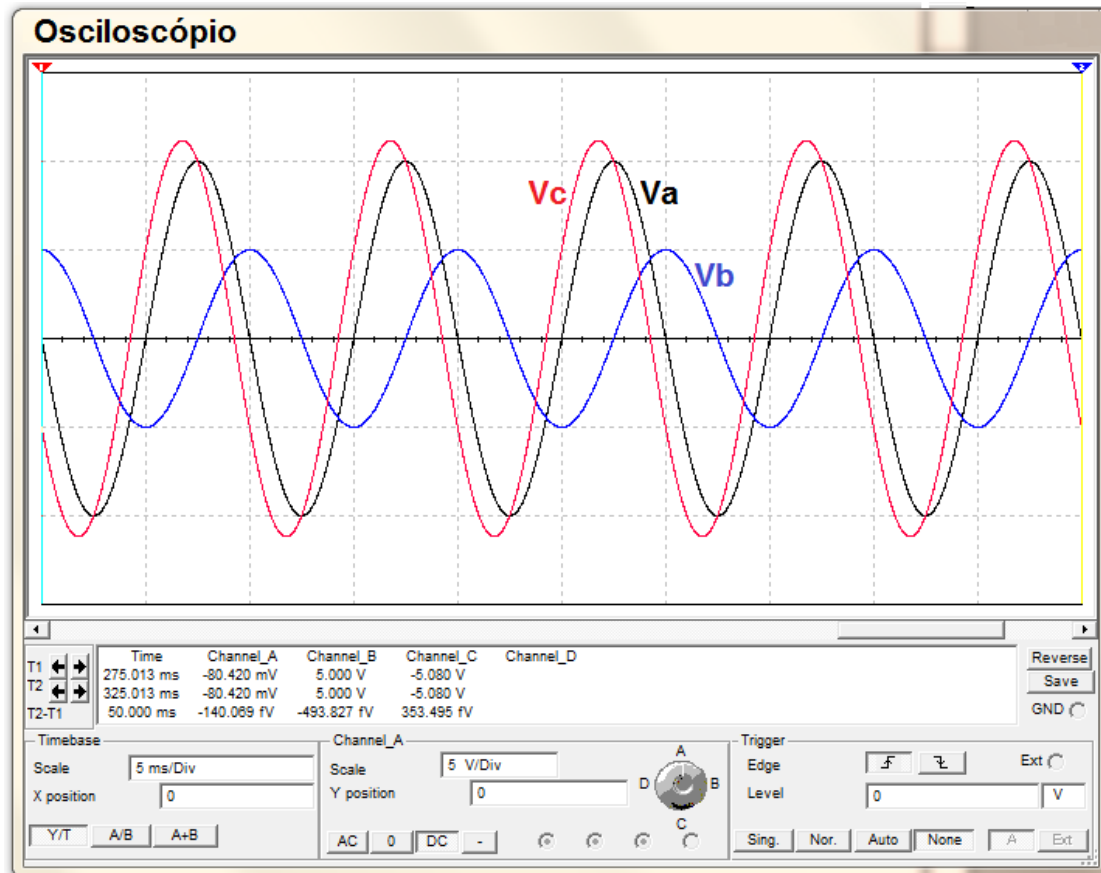 Osciloscópio
1
2
Vc Va
Vb
Time Channel_A Channel_B Channel_C Channel_D
T1 275.013 ms -80.420 mV 5.000 V -5.080 V
T2 325.013 ms -80.420 mV 5.000 V -5.080 V
T2-T1 50.000 ms -140.069 fV -493.827 fV 353.495 fV
Reverse
Save
GND
Timebase
Scale 5 ms/Div
X position 0
Y/T A/B A+B
Channel_A
Scale 5 V/Div
Y position 0
AC 0 DC -
A
D B
C
Trigger
Edge Ext
Level 0 V
Sing. Nor. Auto None A Ext